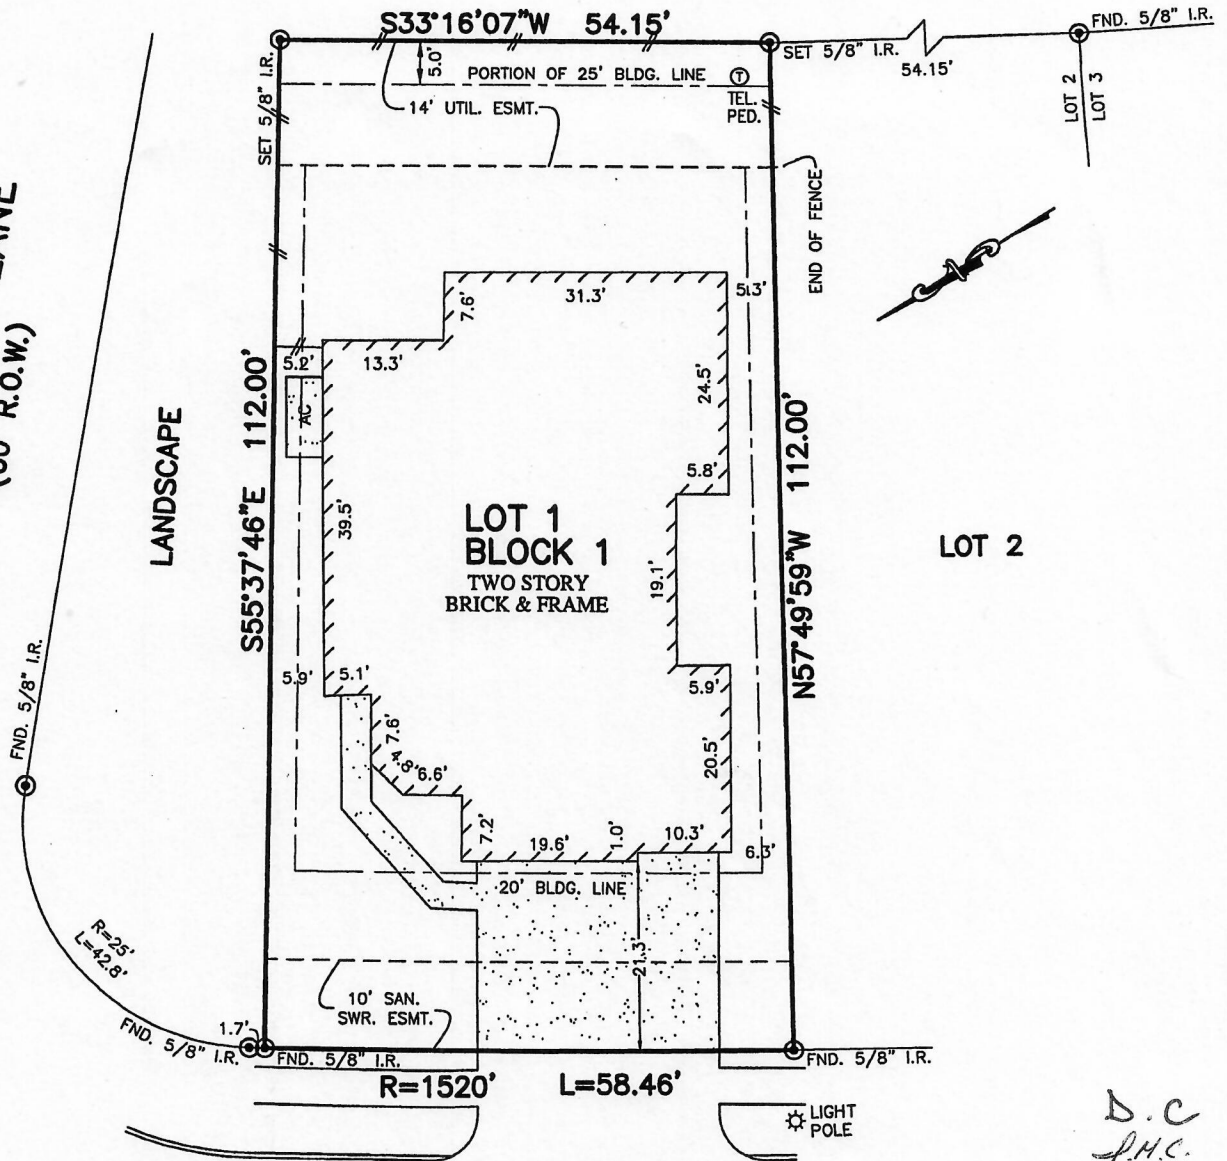 S33°16'07"W 54.15'
FND. 5/8" I.R.
SET 5/8" I.R.
54.15'
5.0'
PORTION OF 25' BLDG. LINE
T
TEL.
PED.
14' UTIL. ESMT.
SET 5/8" I.R.
LOT 2
LOT 3
END OF FENCE
R.O.W.)
31.3'
5.3'
7.6'
5.2'
13.3'
AC
24.5'
LANDSCAPE
S55°37'46"E 112.00'
N57°49'59"W 112.00'
39.5'
5.8'
LOT 1
BLOCK 1
TWO STORY
BRICK & FRAME
LOT 2
19.1'
5.9'
5.1'
5.9'
FND. 5/8" I.R.
7.6'
4.8'
6.6'
20.5'
7.2'
19.6'
1.0'
10.3'
6.3'
20' BLDG. LINE
R=25'
L=42.8'
21.3'
10' SAN.
SWR. ESMT.
FND. 5/8" I.R.
1.7'
FND. 5/8" I.R.
FND. 5/8" I.R.
R=1520' L=58.46'
LIGHT
POLE
D.C